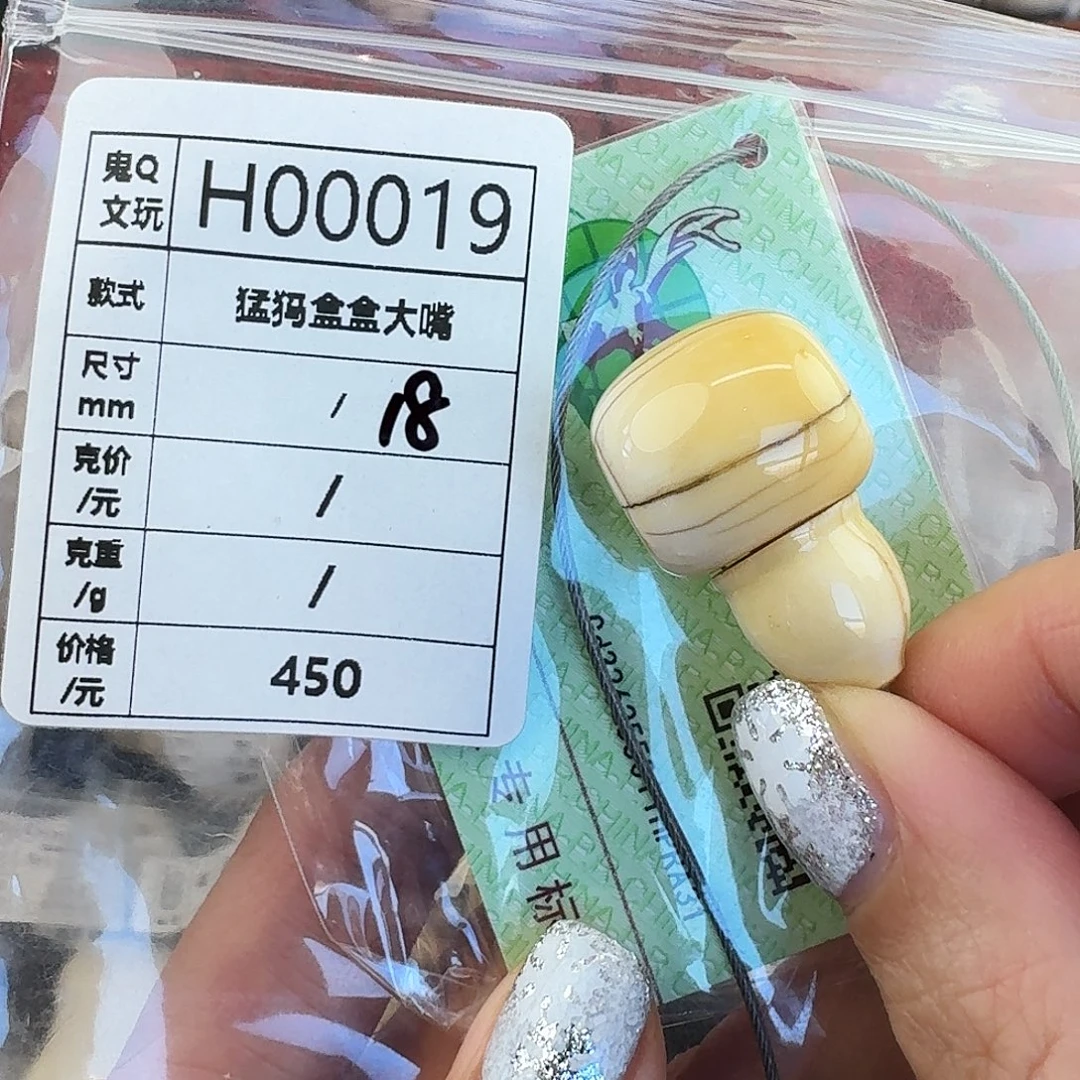 鬼Q
文玩
H00019
款式
猛犸盒盒大嘴
尺寸
mm
/ 18
克价
/元
/
克重
/g
/
价格
/元
450
专用标